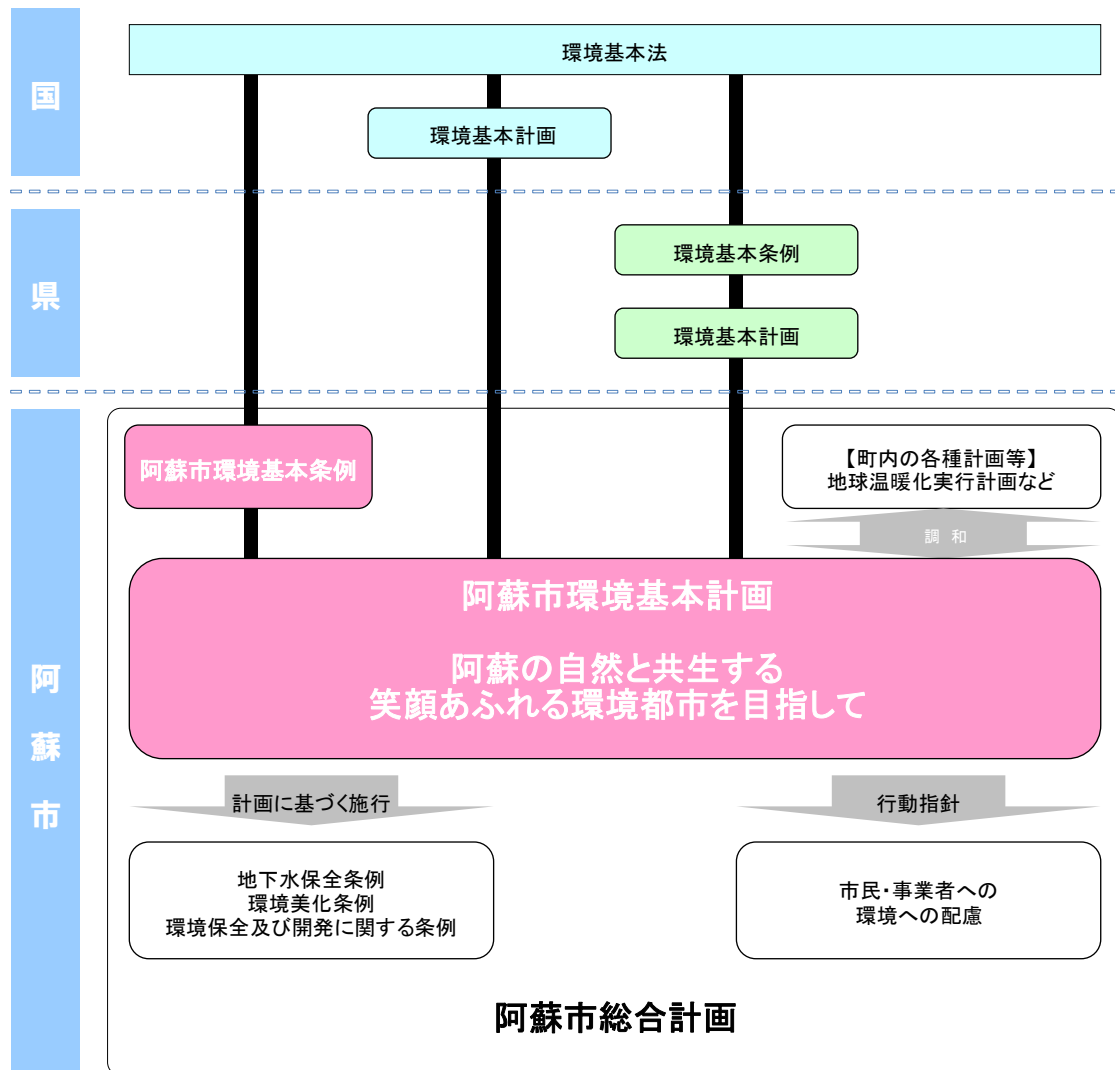 国
環境基本法
環境基本計画
県
環境基本条例
環境基本計画
阿蘇市
阿蘇市環境基本条例
【町内の各種計画等】
地球温暖化実行計画など
調 和
阿蘇市環境基本計画
阿蘇の自然と共生する
笑顔あふれる環境都市を目指して
計画に基づく施行
行動指針
地下水保全条例
環境美化条例
環境保全及び開発に関する条例
市民・事業者への
環境への配慮
阿蘇市総合計画